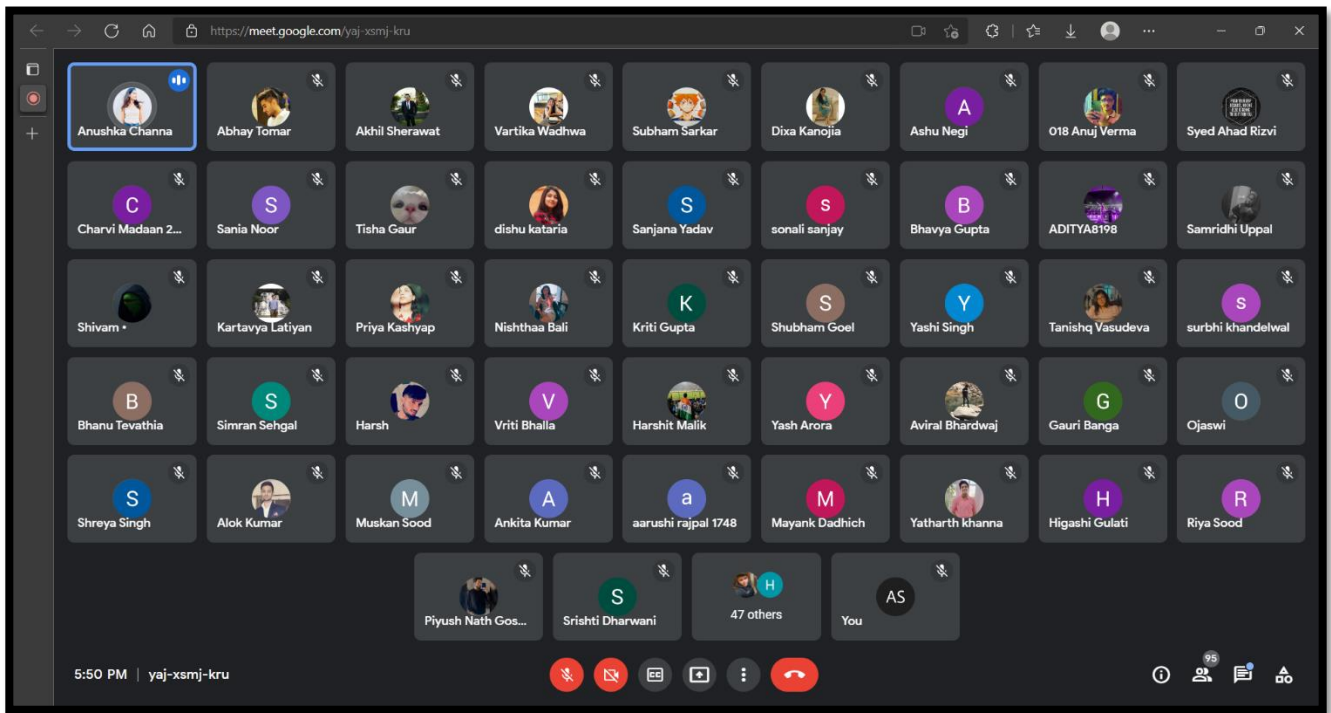 https://meet.google.com/yaj-xsmj-kru
Anushka Channa
Abhay Tomar
Akhil Sherawat
Vartika Wadhwa
Subham Sarkar
Dixa Kanojia
A
Ashu Negi
018 Anuj Verma
Syed Ahad Rizvi
C
Charvi Madaan 2...
S
Sania Noor
Tisha Gaur
dishu kataria
S
Sanjana Yadav
s
sonali sanjay
B
Bhavya Gupta
ADITYA8198
Samridhi Uppal
Shivam •
Kartavya Latiyan
Priya Kashyap
Nishthaa Bali
K
Kriti Gupta
S
Shubham Goel
Y
Yashi Singh
Tanishq Vasudeva
s
surbhi khandelwal
B
Bhanu Tevathia
S
Simran Sehgal
Harsh
V
Vriti Bhalla
Harshit Malik
Y
Yash Arora
Aviral Bhardwaj
G
Gauri Banga
O
Ojaswi
S
Shreya Singh
Alok Kumar
M
Muskan Sood
A
Ankita Kumar
a
aarushi rajpal 1748
M
Mayank Dadhich
Yatharth khanna
H
Higashi Gulati
R
Riya Sood
Piyush Nath Gos...
S
Srishti Dharwani
H
47 others
AS
You
5:50 PM | yaj-xsmj-kru
CC
95